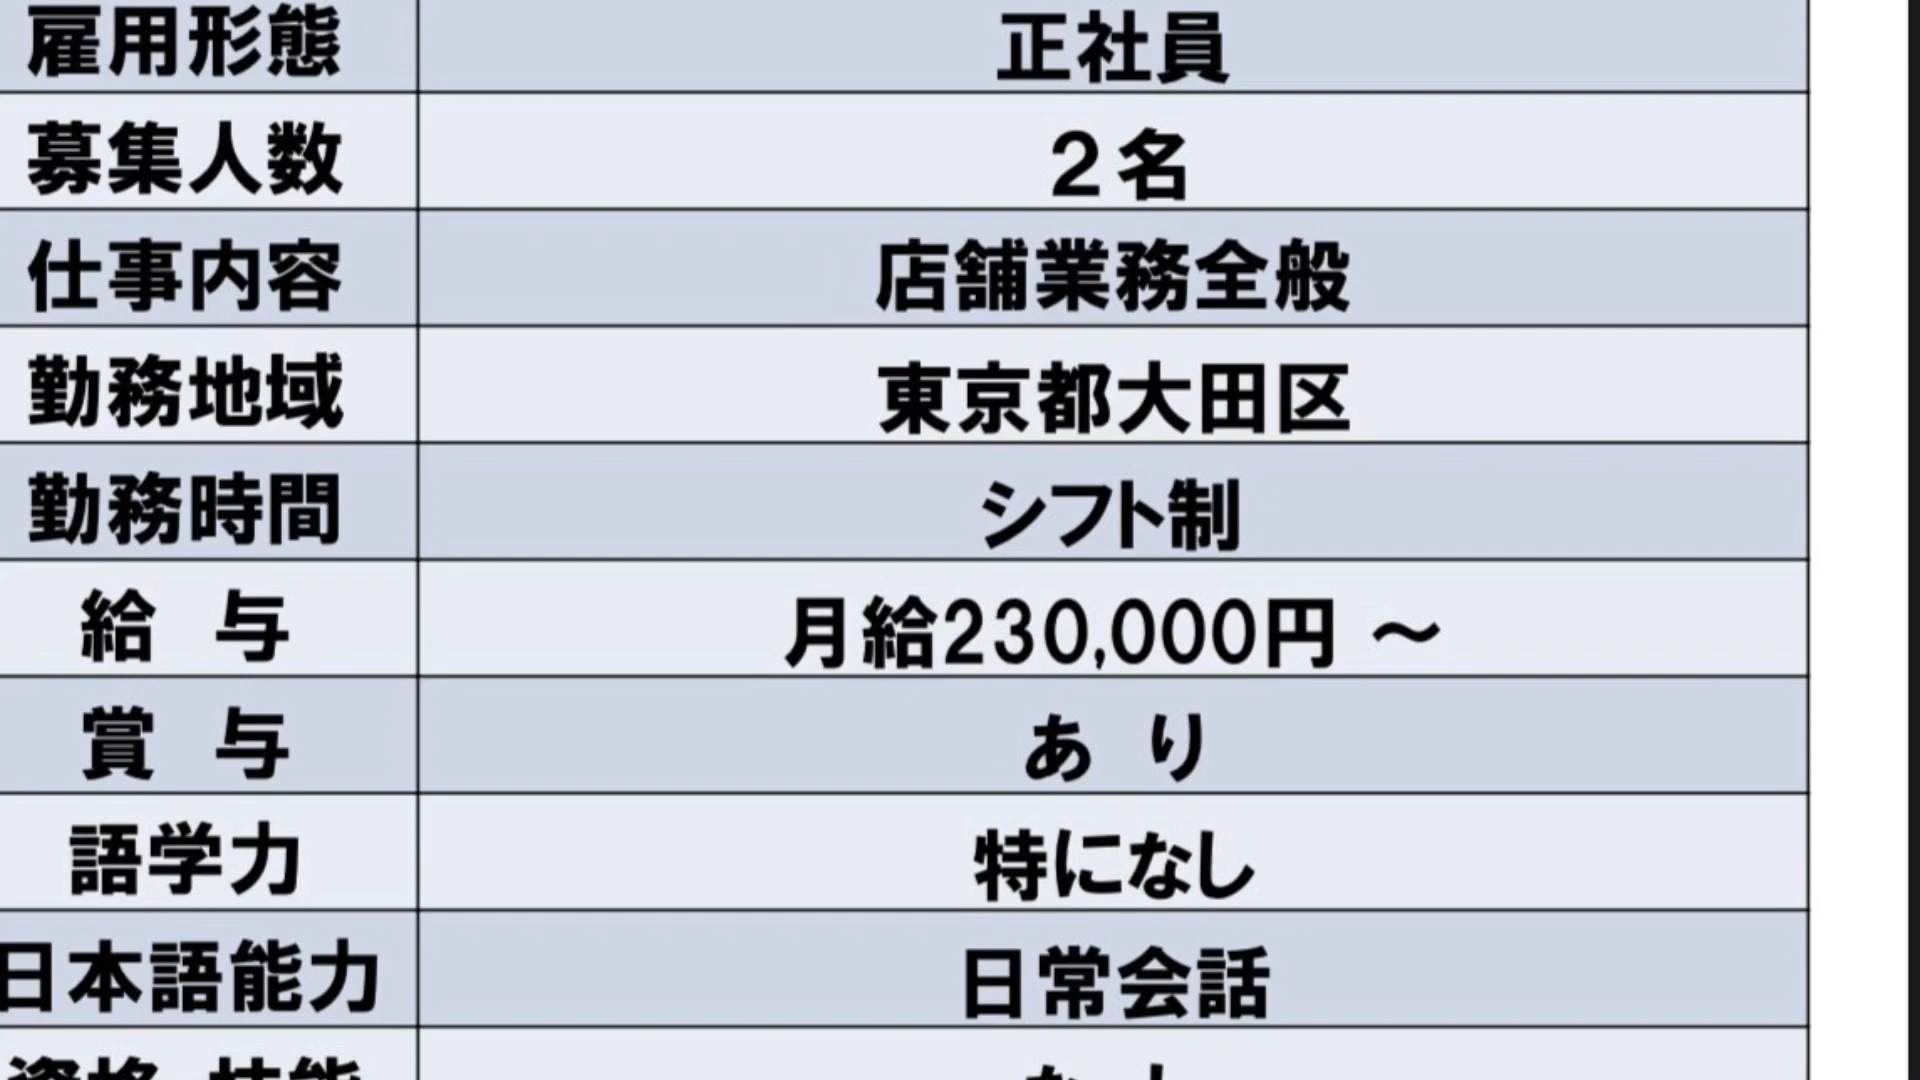 雇用形態 正社員
募集人数 ２名
仕事内容 店舗業務全般
勤務地域 東京都大田区
勤務時間 シフト制
給　与 月給230,000円 ～
賞　与 あ　り
語学力 特になし
日本語能力 日常会話